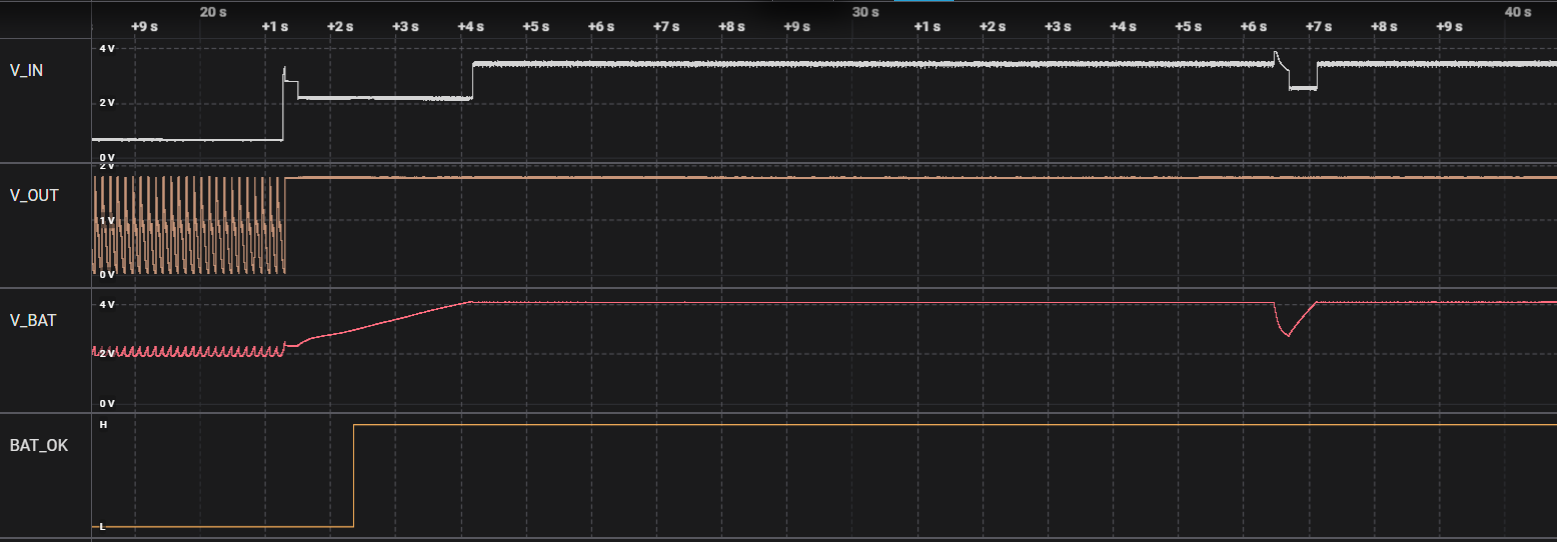 20 s 30 s 40 s
+9 s +1 s +2 s +3 s +4 s +5 s +6 s +7 s +8 s +9 s +1 s +2 s +3 s +4 s +5 s +6 s +7 s +8 s +9 s
4 V
V_IN
2 V
0 V
2 V
V_OUT
1 V
0 V
4 V
V_BAT
2 V
0 V
H
BAT_OK
L